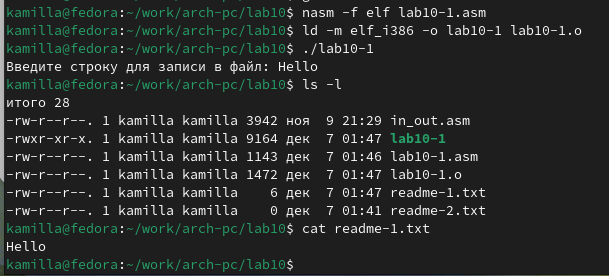 kamilla@fedora:~/work/arch-pc/lab10$ nasm -f elf lab10-1.asm
kamilla@fedora:~/work/arch-pc/lab10$ ld -m elf_i386 -o lab10-1 lab10-1.o
kamilla@fedora:~/work/arch-pc/lab10$ ./lab10-1
Введите строку для записи в файл: Hello
kamilla@fedora:~/work/arch-pc/lab10$ ls -l
итого 28
-rw-r--r--. 1 kamilla kamilla 3942 ноя  9 21:29 in_out.asm
-rwxr-xr-x. 1 kamilla kamilla 9164 дек  7 01:47 lab10-1
-rw-r--r--. 1 kamilla kamilla 1143 дек  7 01:46 lab10-1.asm
-rw-r--r--. 1 kamilla kamilla 1472 дек  7 01:47 lab10-1.o
-rw-r--r--. 1 kamilla kamilla    6 дек  7 01:47 readme-1.txt
-rw-r--r--. 1 kamilla kamilla    0 дек  7 01:41 readme-2.txt
kamilla@fedora:~/work/arch-pc/lab10$ cat readme-1.txt
Hello
kamilla@fedora:~/work/arch-pc/lab10$